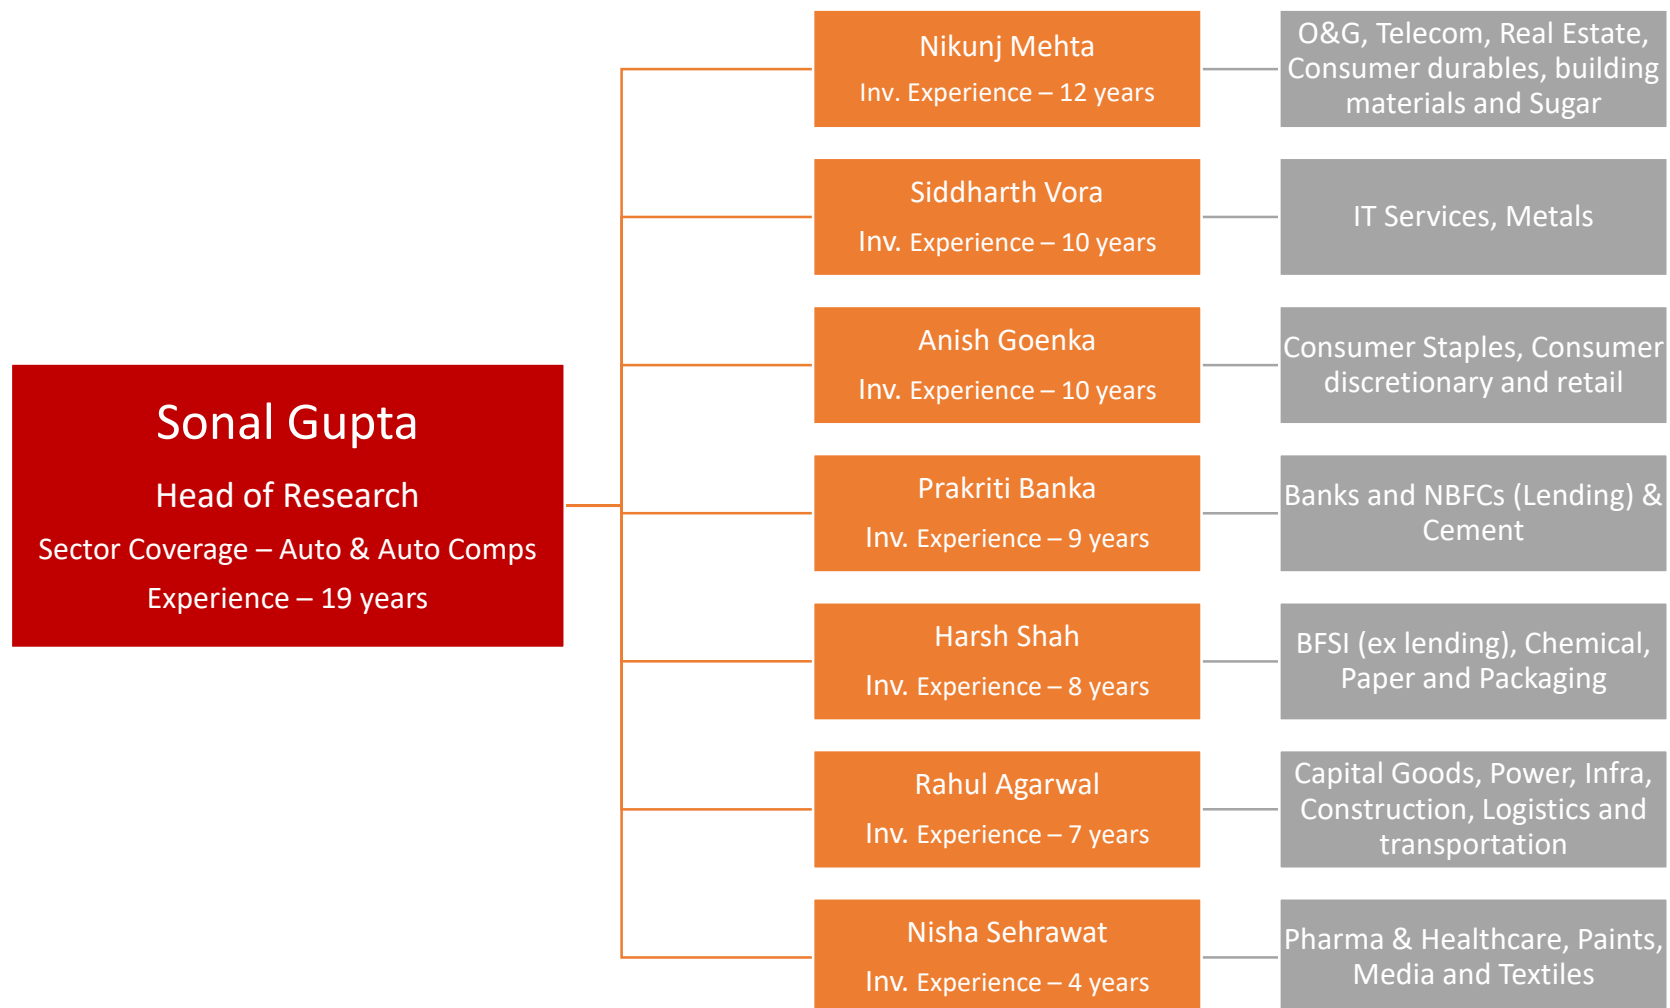 Sonal Gupta
Head of Research
Sector Coverage – Auto & Auto Comps
Experience – 19 years
Nikunj Mehta
Inv. Experience – 12 years
O&G, Telecom, Real Estate,
Consumer durables, building
materials and Sugar
Siddharth Vora
Inv. Experience – 10 years
IT Services, Metals
Anish Goenka
Inv. Experience – 10 years
Consumer Staples, Consumer
discretionary and retail
Prakriti Banka
Inv. Experience – 9 years
Banks and NBFCs (Lending) &
Cement
Harsh Shah
Inv. Experience – 8 years
BFSI (ex lending), Chemical,
Paper and Packaging
Rahul Agarwal
Inv. Experience – 7 years
Capital Goods, Power, Infra,
Construction, Logistics and
transportation
Nisha Sehrawat
Inv. Experience – 4 years
Pharma & Healthcare, Paints,
Media and Textiles